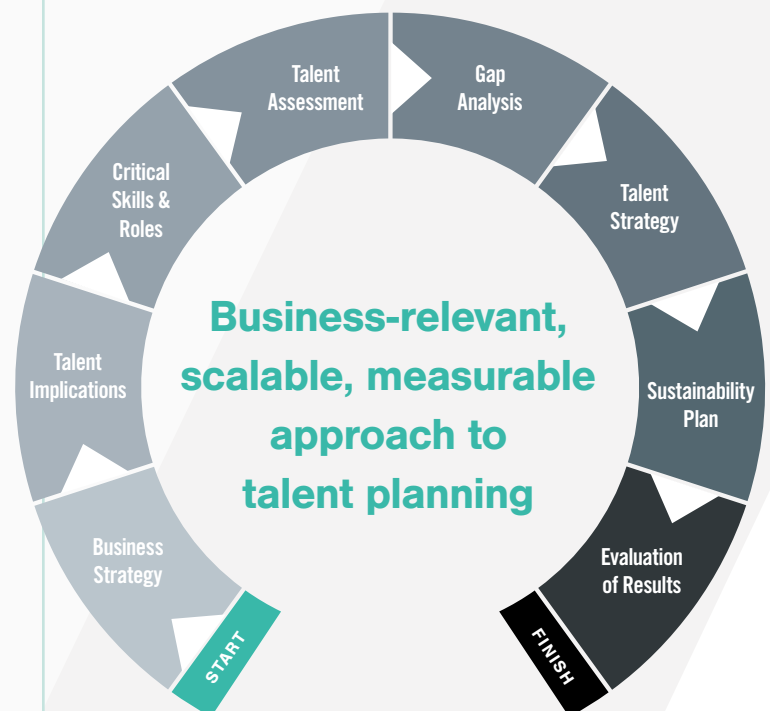 START
Business
Strategy
Talent
Implications
Critical
Skills &
Roles
Talent
Assessment
Gap
Analysis
Talent
Strategy
Sustainability
Plan
Evaluation
of Results
FINISH
Business-relevant,
scalable, measurable
approach to
talent planning